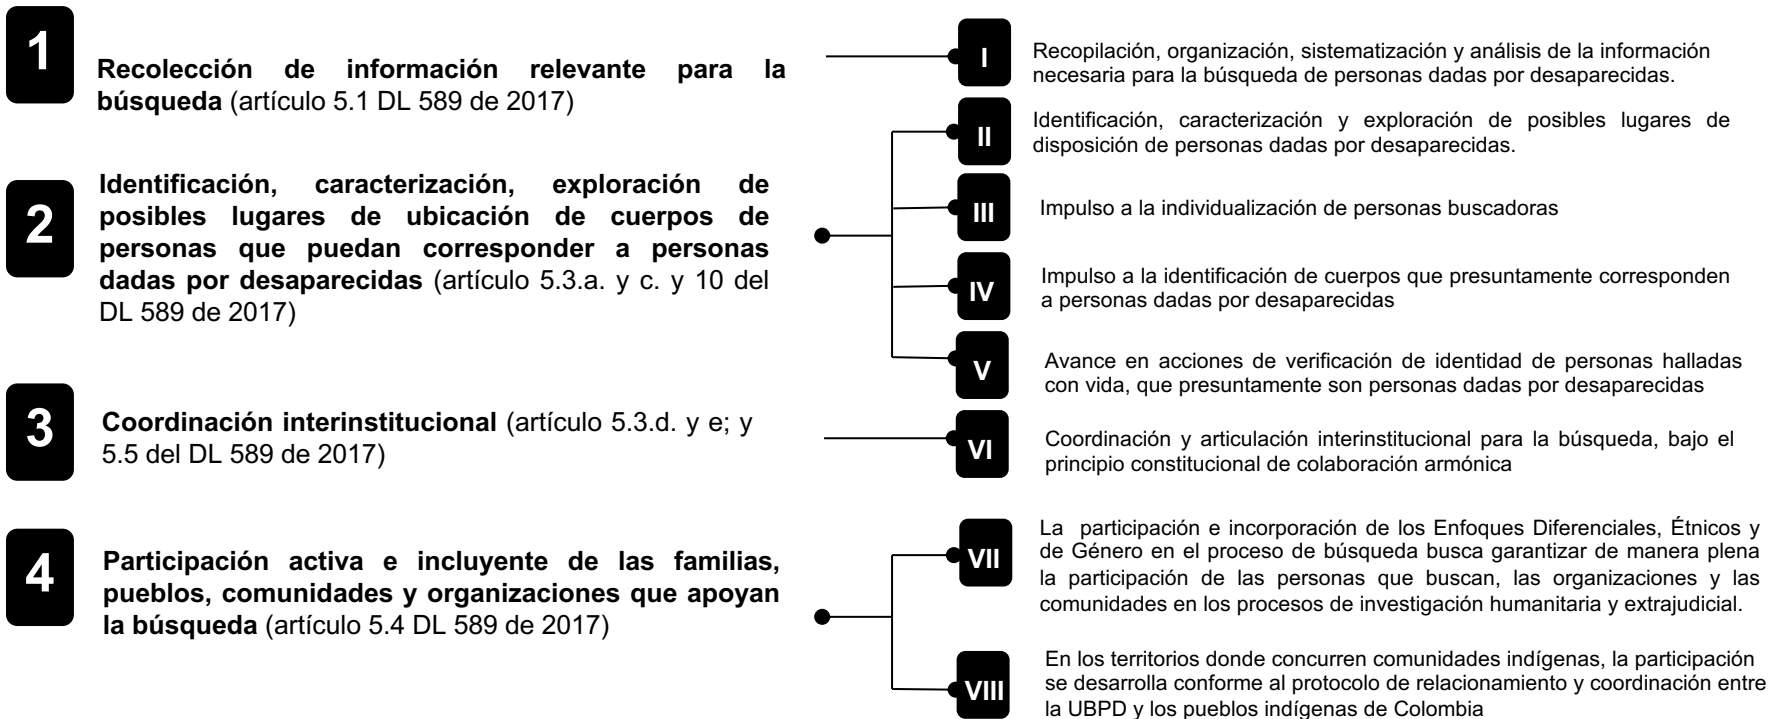 1
Recolección de información relevante para la
búsqueda (artículo 5.1 DL 589 de 2017)
I
Recopilación, organización, sistematización y análisis de la información
necesaria para la búsqueda de personas dadas por desaparecidas.
2
Identificación, caracterización, exploración de
posibles lugares de ubicación de cuerpos de
personas que puedan corresponder a personas
dadas por desaparecidas (artículo 5.3.a. y c. y 10 del
DL 589 de 2017)
II
Identificación, caracterización y exploración de posibles lugares de
disposición de personas dadas por desaparecidas.
III
Impulso a la individualización de personas buscadoras
IV
Impulso a la identificación de cuerpos que presuntamente corresponden
a personas dadas por desaparecidas
V
Avance en acciones de verificación de identidad de personas halladas
con vida, que presuntamente son personas dadas por desaparecidas
3
Coordinación interinstitucional (artículo 5.3.d. y e; y
5.5 del DL 589 de 2017)
VI
Coordinación y articulación interinstitucional para la búsqueda, bajo el
principio constitucional de colaboración armónica
4
Participación activa e incluyente de las familias,
pueblos, comunidades y organizaciones que apoyan
la búsqueda (artículo 5.4 DL 589 de 2017)
VII
La participación e incorporación de los Enfoques Diferenciales, Étnicos y
de Género en el proceso de búsqueda busca garantizar de manera plena
la participación de las personas que buscan, las organizaciones y las
comunidades en los procesos de investigación humanitaria y extrajudicial.
VIII
En los territorios donde concurren comunidades indígenas, la participación
se desarrolla conforme al protocolo de relacionamiento y coordinación entre
la UBPD y los pueblos indígenas de Colombia